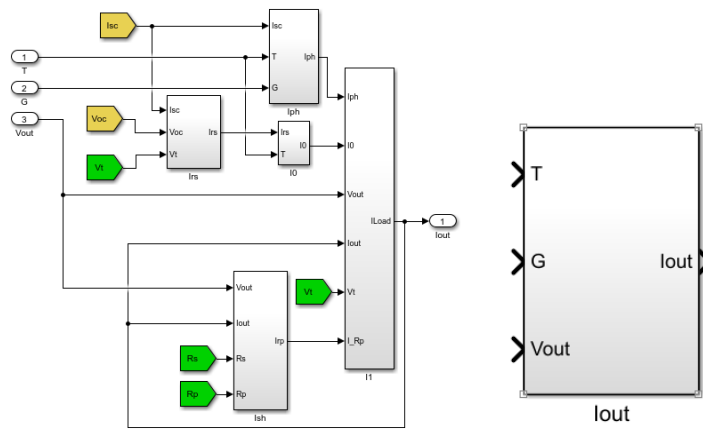 Isc
Isc
1
T
T
Iph
2
G
G
Iph
3
Vout
Iph
Voc
Isc
Voc
Irs
Irs
I0
I0
Vt
Vt
T
Irs
I0
Vout
ILoad
1
Iout
Iout
Vout
Vt
Vt
Iout
Irp
I_Rp
Rs
Rs
I1
Rp
Rp
Ish
T
G
Iout
Vout
Iout